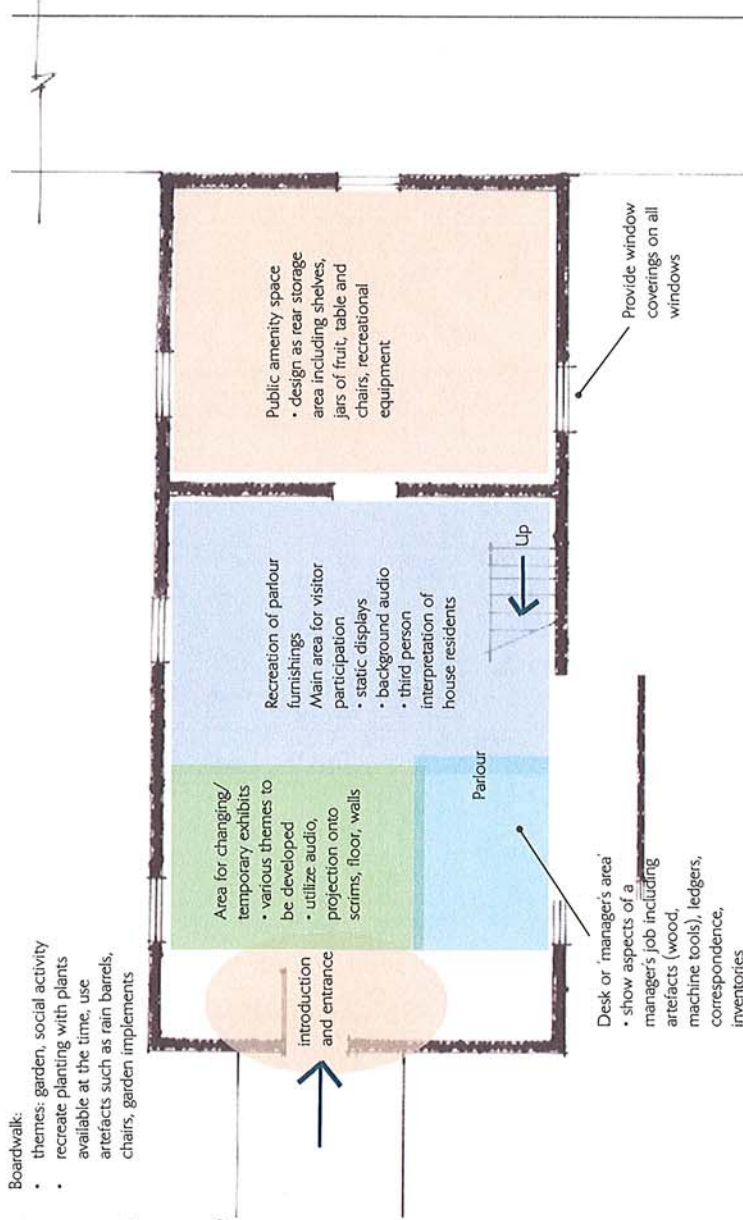 Boardwalk:
• themes: garden, social activity
• recreate planting with plants
available at the time, use
artefacts such as rain barrels,
chairs, garden implements
introduction
and entrance
Area for changing/
temporary exhibits
• various themes to
be developed
• utilize audio,
projection onto
scrims, floor, walls
Recreation of parlour
furnishings
Main area for visitor
participation
• static displays
• background audio
• third person
interpretation of
house residents
Public amenity space
• design as rear storage
area including shelves,
jars of fruit, table and
chairs, recreational
equipment
Parlour
Up
Desk or 'manager's area'
• show aspects of a
manager's job including
artefacts (wood,
machine tools), ledgers,
correspondence,
inventories
Provide window
coverings on all
windows